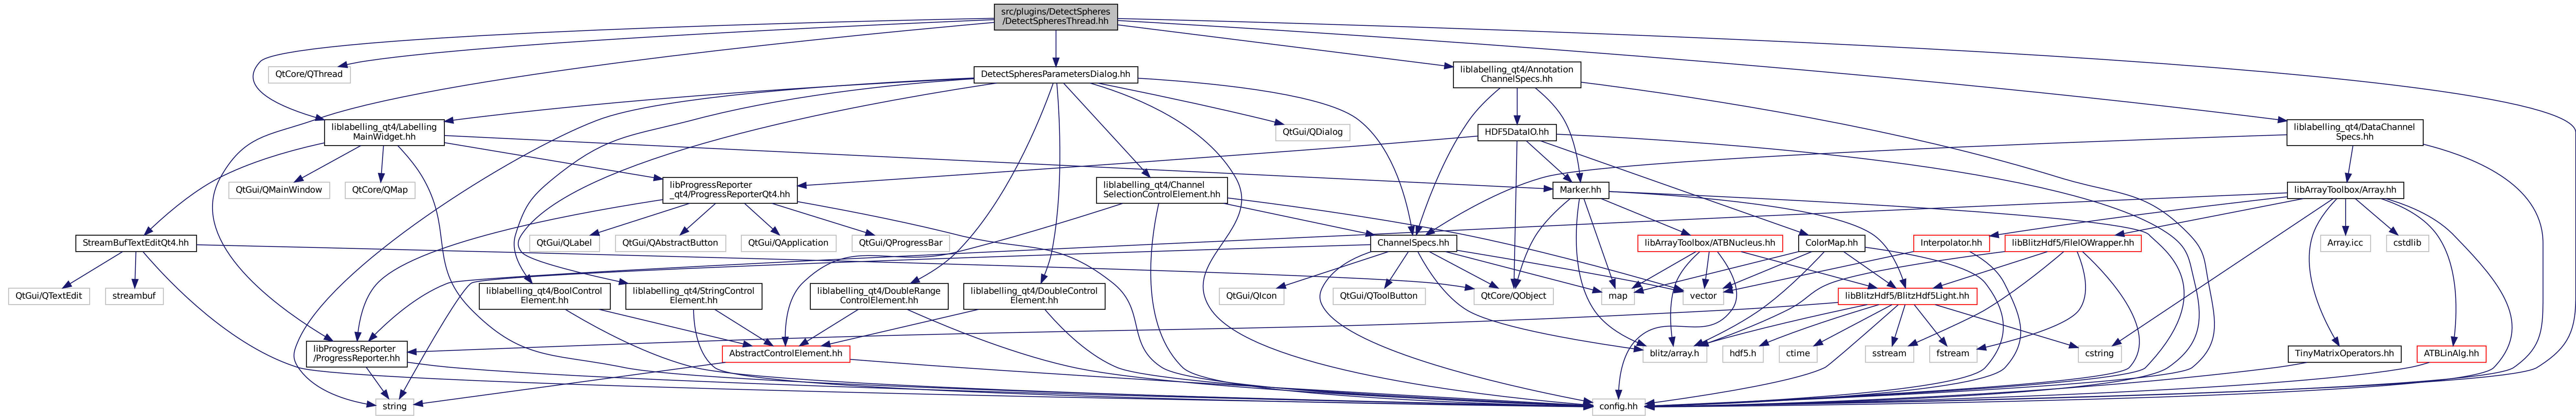 src/plugins/DetectSpheres
/DetectSpheresThread.hh
QtCore/QThread
DetectSpheresParametersDialog.hh
liblabelling_qt4/Annotation
ChannelSpecs.hh
liblabelling_qt4/Labelling
MainWidget.hh
QtGui/QDialog
HDF5DataIO.hh
liblabelling_qt4/DataChannel
Specs.hh
QtGui/QMainWindow
QtCore/QMap
libProgressReporter
_qt4/ProgressReporterQt4.hh
liblabelling_qt4/Channel
SelectionControlElement.hh
Marker.hh
libArrayToolbox/Array.hh
StreamBufTextEditQt4.hh
QtGui/QLabel
QtGui/QAbstractButton
QtGui/QApplication
QtGui/QProgressBar
ChannelSpecs.hh
libArrayToolbox/ATBNucleus.hh
ColorMap.hh
Interpolator.hh
libBlitzHdf5/FileIOWrapper.hh
Array.icc
cstdlib
QtGui/QTextEdit
streambuf
liblabelling_qt4/BoolControl
Element.hh
liblabelling_qt4/StringControl
Element.hh
liblabelling_qt4/DoubleRange
ControlElement.hh
liblabelling_qt4/DoubleControl
Element.hh
QtGui/QIcon
QtGui/QToolButton
QtCore/QObject
map
vector
libBlitzHdf5/BlitzHdf5Light.hh
libProgressReporter
/ProgressReporter.hh
AbstractControlElement.hh
blitz/array.h
hdf5.h
ctime
sstream
fstream
cstring
TinyMatrixOperators.hh
ATBLinAlg.hh
string
config.hh